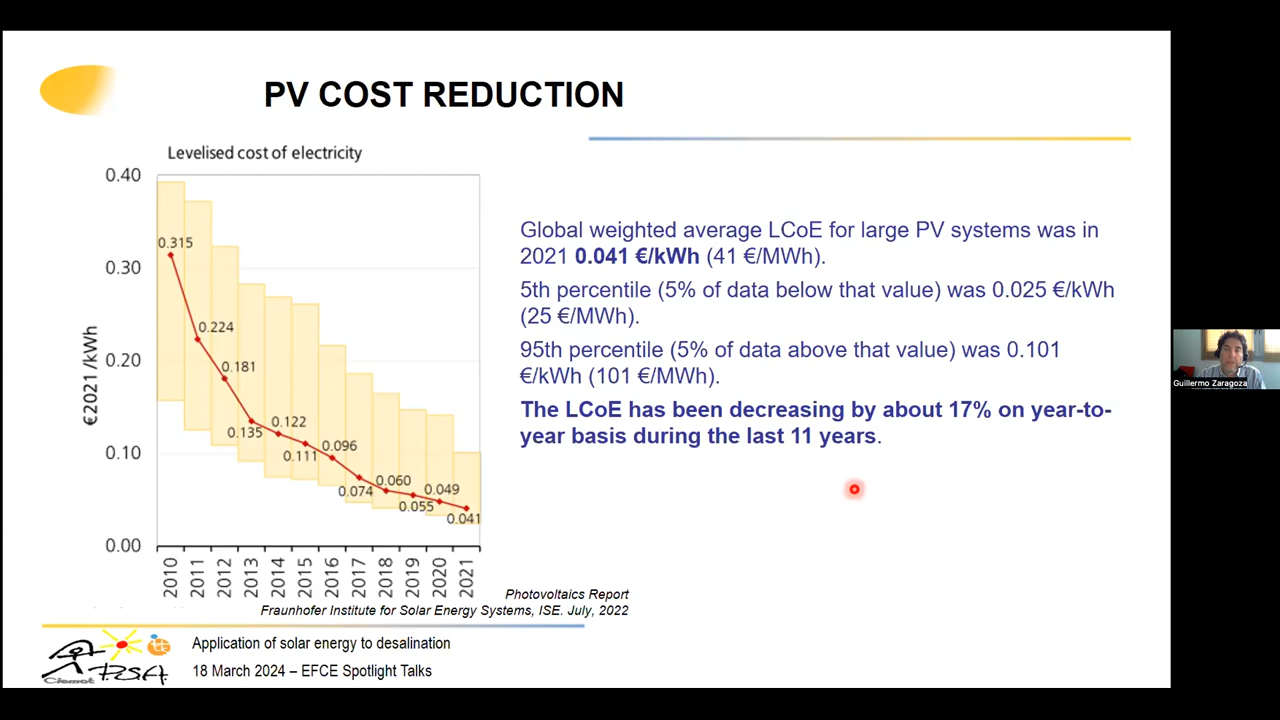 PV COST REDUCTION
Levelised cost of electricity
0.40
0.30
0.20
0.10
0.00
€2021 /kWh
0.315
0.224
0.181
0.135
0.122
0.111
0.096
0.074
0.060
0.055
0.049
0.041
2010
2011
2012
2013
2014
2015
2016
2017
2018
2019
2020
2021
Global weighted average LCoE for large PV systems was in
2021 0.041 €/kWh (41 €/MWh).
5th percentile (5% of data below that value) was 0.025 €/kWh
(25 €/MWh).
95th percentile (5% of data above that value) was 0.101
€/kWh (101 €/MWh).
The LCoE has been decreasing by about 17% on year-to-
year basis during the last 11 years.
Photovoltaics Report
Fraunhofer Institute for Solar Energy Systems, ISE. July, 2022
Ciemat
PSA
Application of solar energy to desalination
18 March 2024 – EFCE Spotlight Talks
Guillermo Zaragoza